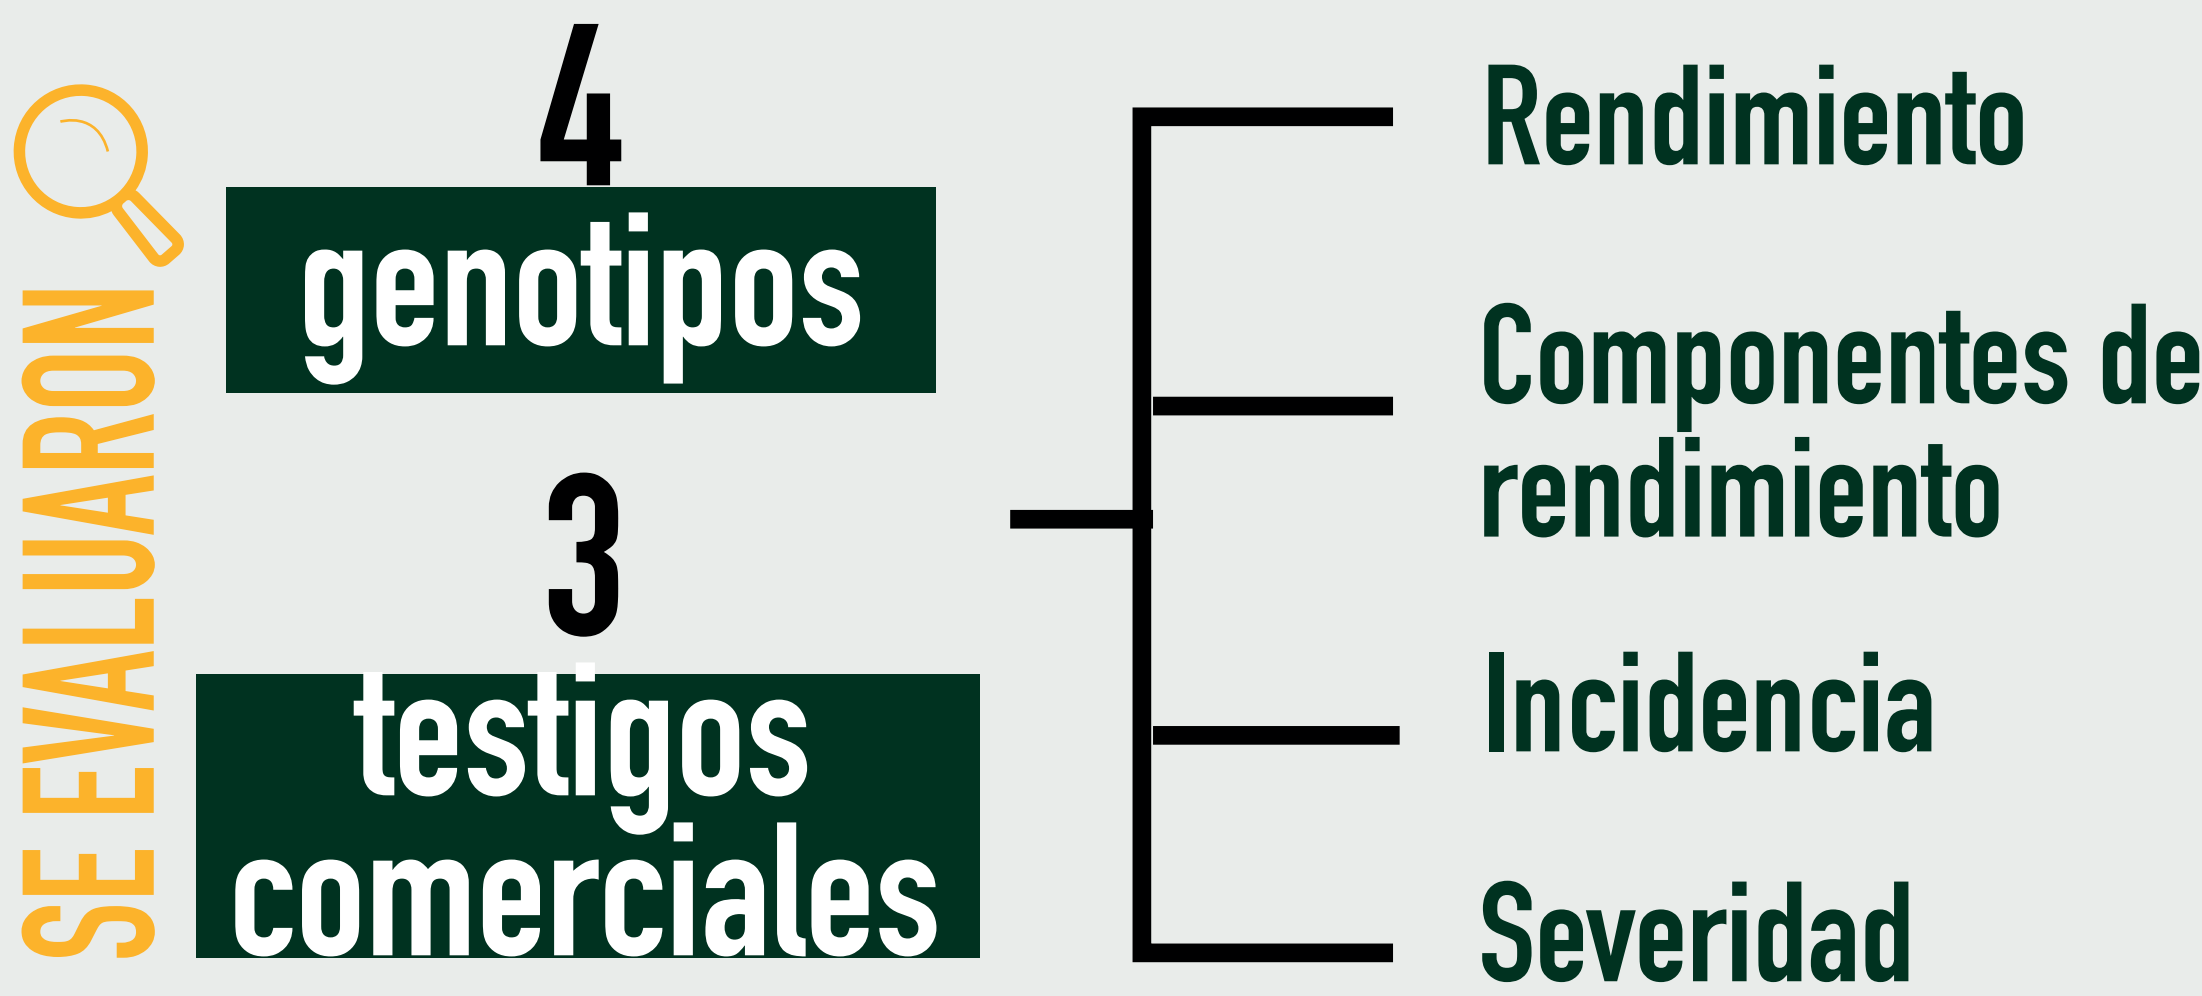 SE EVALUARON
4
genotipos
3
testigos
comerciales
Rendimiento
Componentes de
rendimiento
Incidencia
Severidad